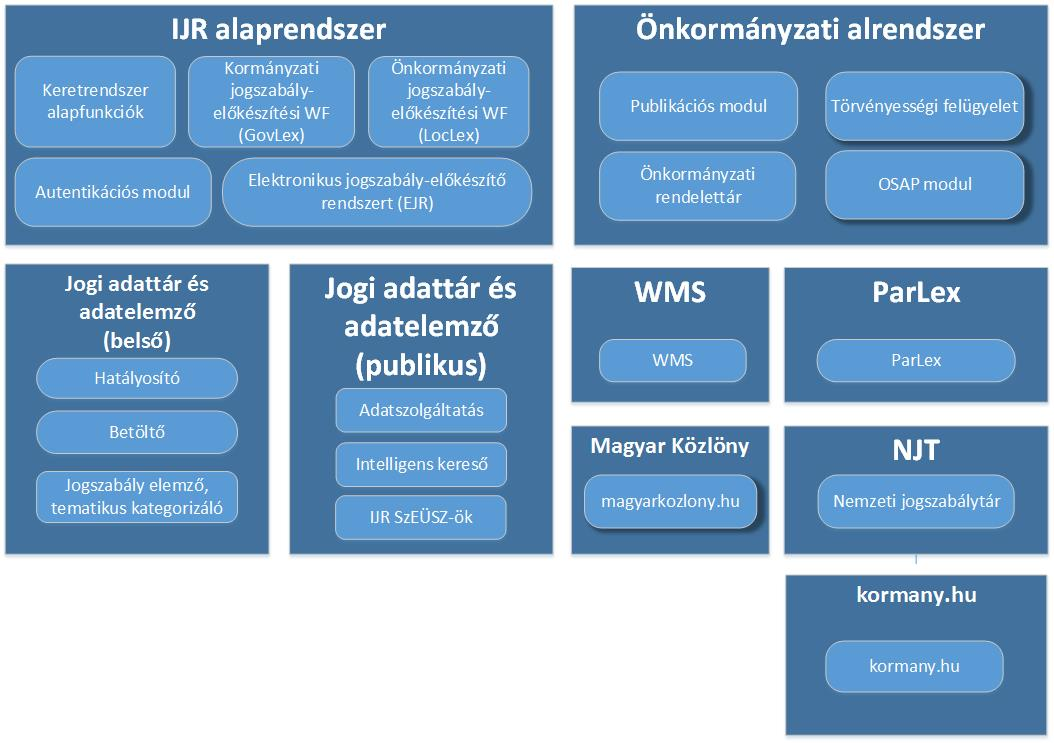 IJR alaprendszer
Keretrendszer
alapfunkciók
Kormányzati
jogszabály-
előkészítési WF
(GovLex)
Önkormányzati
jogszabály-
előkészítési WF
(LocLex)
Autentikációs modul
Elektronikus jogszabály-előkészítő
rendszert (EJR)
Önkormányzati alrendszer
Publikációs modul
Törvényességi felügyelet
Önkormányzati
rendelettár
OSAP modul
Jogi adattár és
adatelemző
(belső)
Hatályosító
Betöltő
Jogszabály elemző,
tematikus kategorizáló
Jogi adattár és
adatelemző
(publikus)
Adatszolgáltatás
Intelligens kereső
IJR SzEÜSZ-ök
WMS
WMS
ParLex
ParLex
Magyar Közlöny
magyarkozlony.hu
NJT
Nemzeti jogszabálytár
kormany.hu
kormany.hu